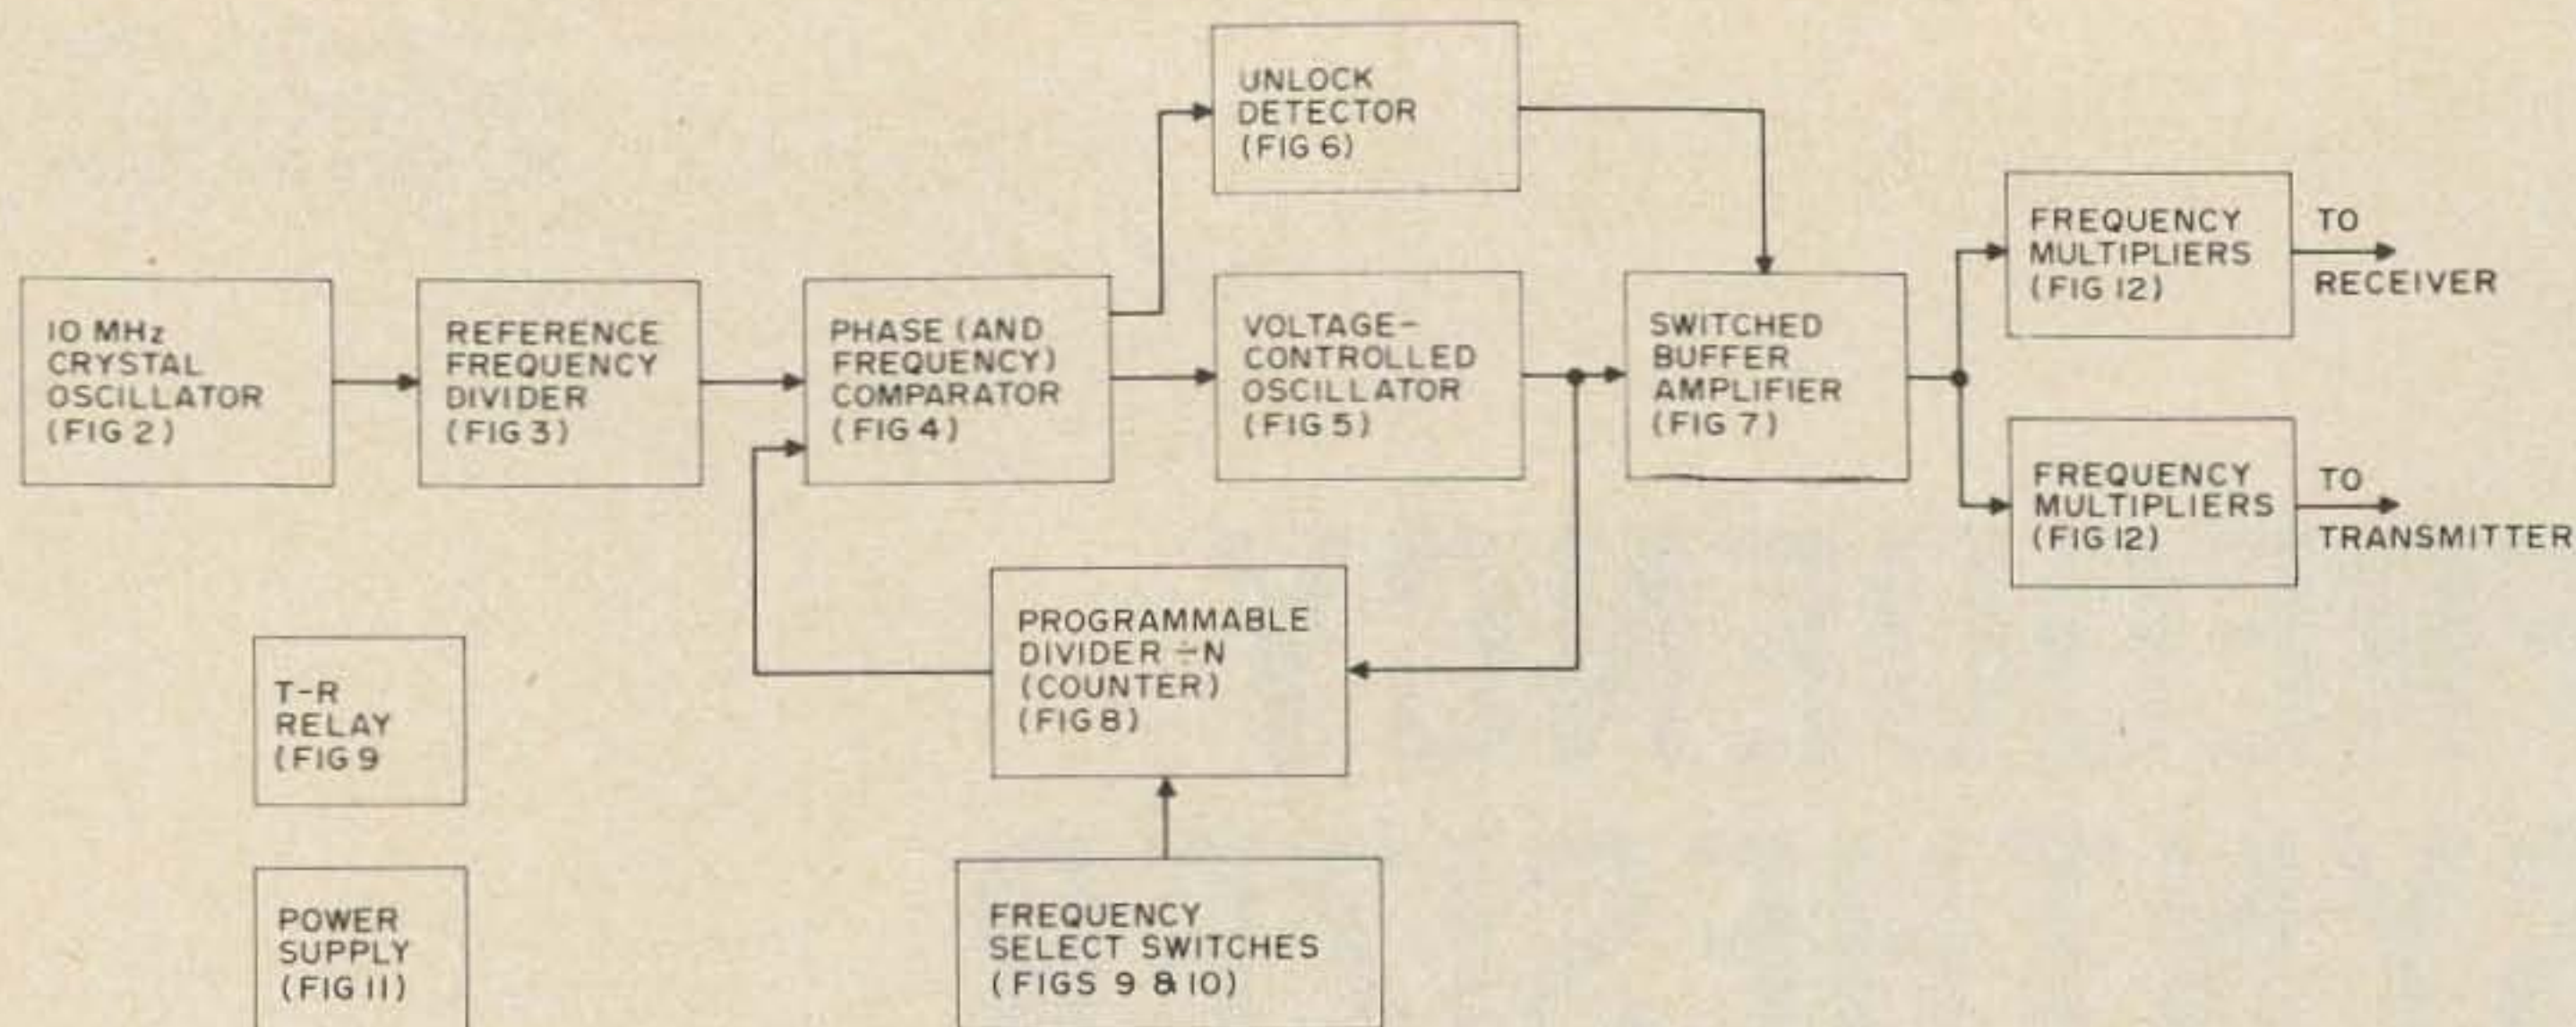 UNLOCK
DETECTOR
(FIG 6)
10 MHz
CRYSTAL
OSCILLATOR
(FIG 2)
REFERENCE
FREQUENCY
DIVIDER
(FIG 3)
PHASE (AND
FREQUENCY)
COMPARATOR
(FIG 4)
VOLTAGE-
CONTROLLED
OSCILLATOR
(FIG 5)
SWITCHED
BUFFER
AMPLIFIER
(FIG 7)
FREQUENCY
MULTIPLIERS
(FIG 12)
TO
RECEIVER
FREQUENCY
MULTIPLIERS
(FIG 12)
TO
TRANSMITTER
PROGRAMMABLE
DIVIDER ÷N
(COUNTER)
(FIG 8)
T-R
RELAY
(FIG 9
POWER
SUPPLY
(FIG 11)
FREQUENCY
SELECT SWITCHES
(FIGS 9 & 10)